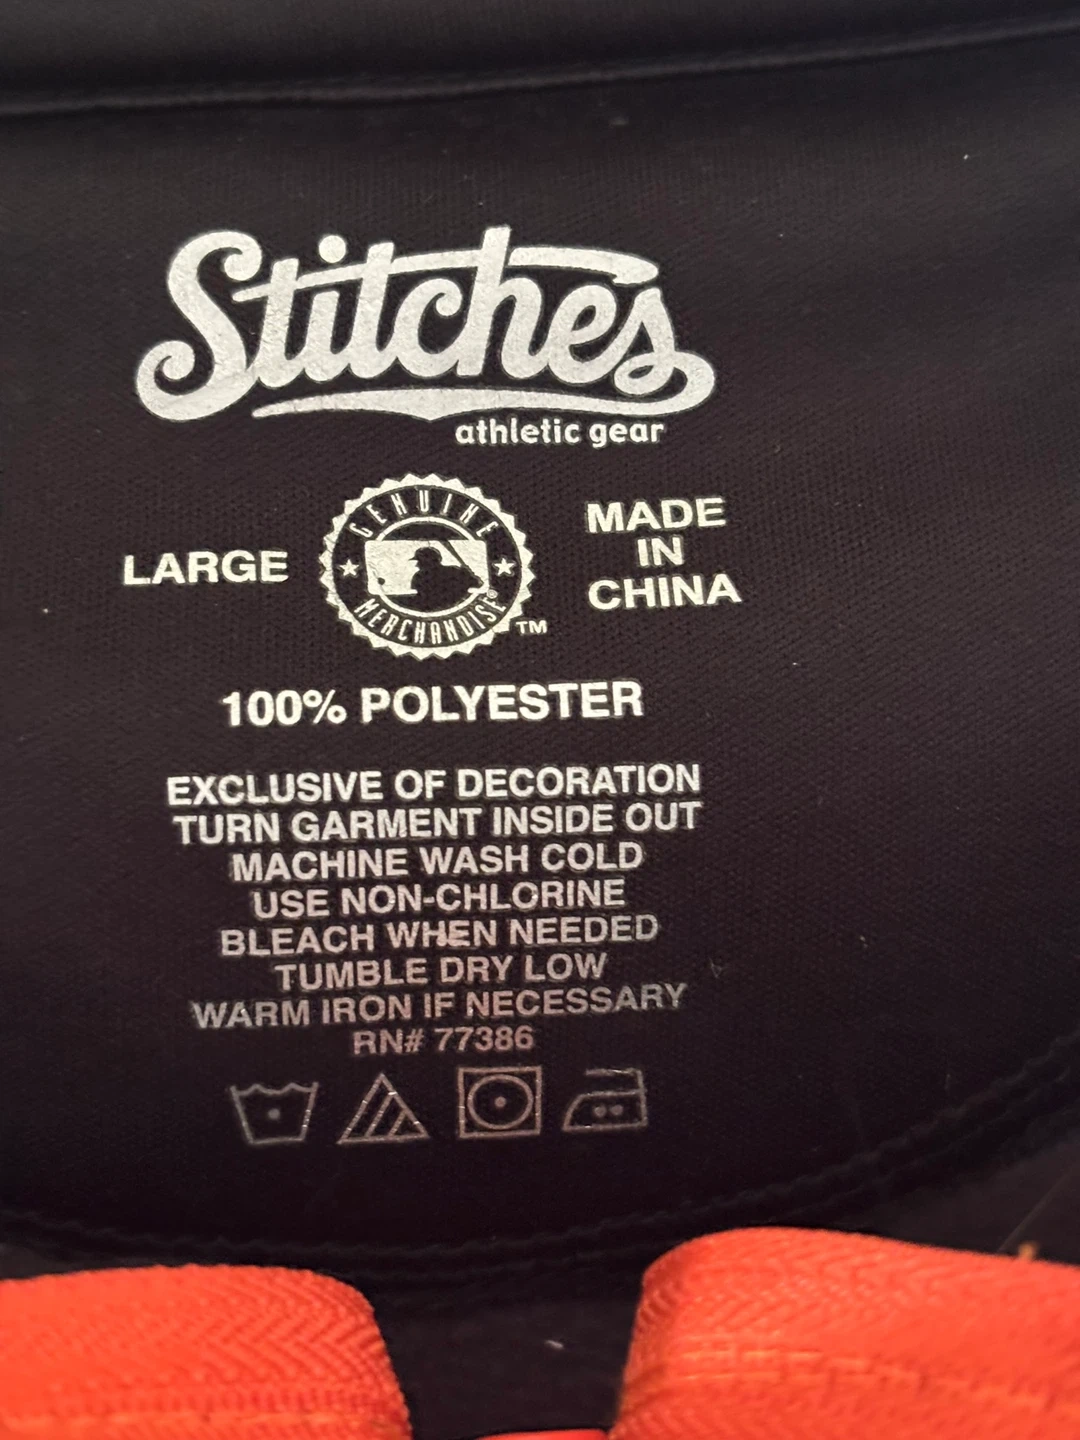 Stitches
athletic gear
LARGE
GENUINE
MERCHANDISE®
TM
MADE
IN
CHINA
100% POLYESTER
EXCLUSIVE OF DECORATION
TURN GARMENT INSIDE OUT
MACHINE WASH COLD
USE NON-CHLORINE
BLEACH WHEN NEEDED
TUMBLE DRY LOW
WARM IRON IF NECESSARY
RN# 77386